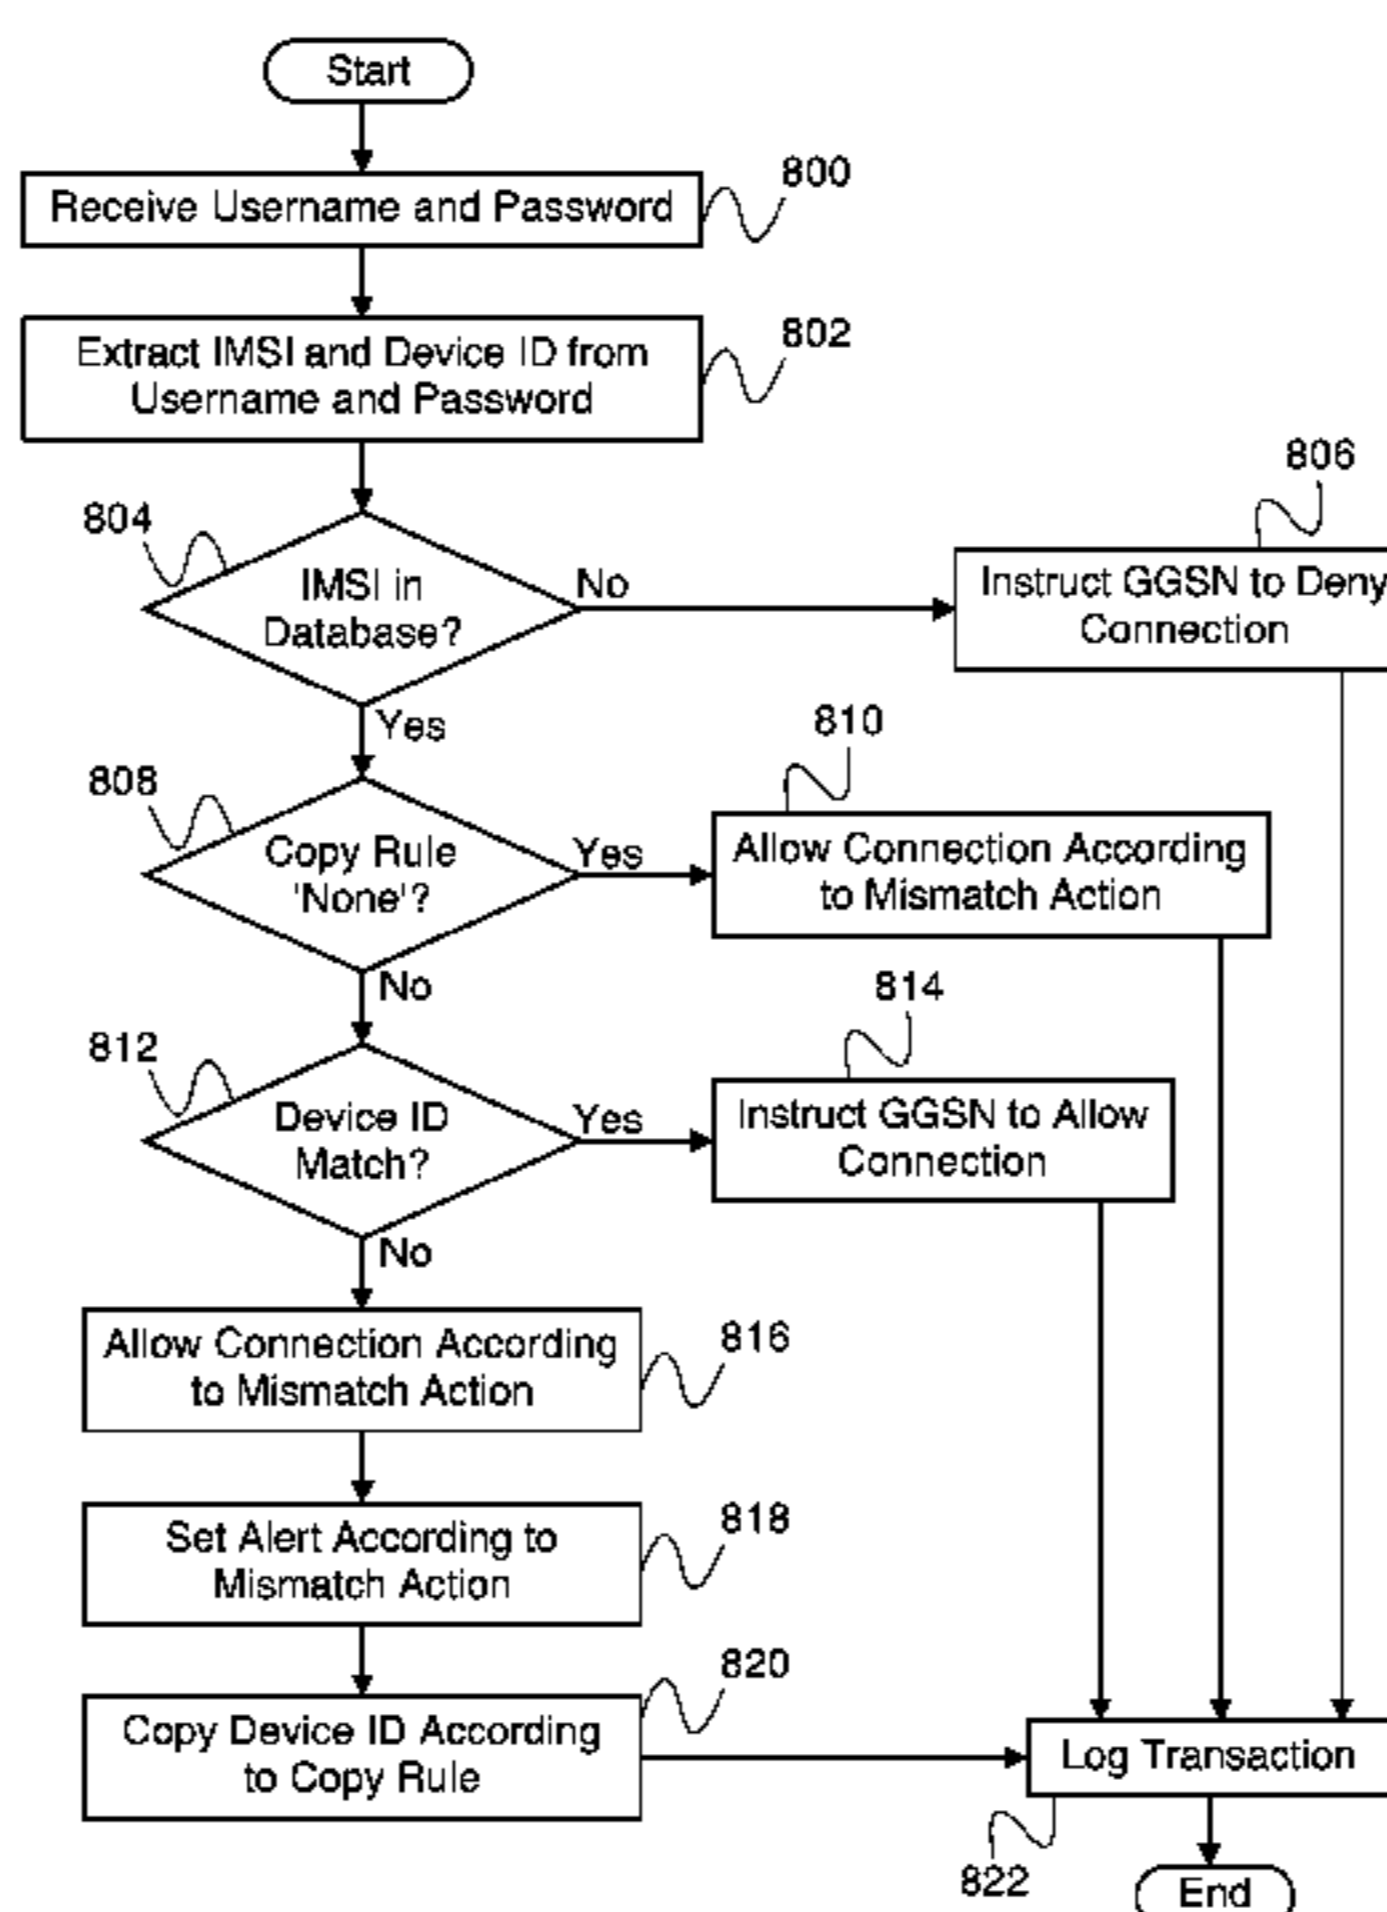 Start
800
Receive Username and Password
802
Extract IMSI and Device ID from
Username and Password
806
804
IMSI in
Database?
No
Instruct GGSN to Deny
Connection
Yes
810
808
Copy Rule
'None'?
Yes
Allow Connection According
to Mismatch Action
No
814
812
Device ID
Match?
Yes
Instruct GGSN to Allow
Connection
No
816
Allow Connection According
to Mismatch Action
818
Set Alert According to
Mismatch Action
820
Copy Device ID According
to Copy Rule
Log Transaction
822
End